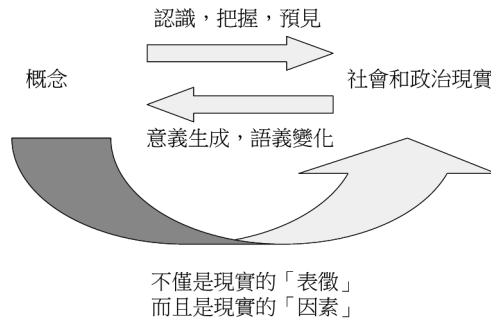 認識，把握，預見
概念
社會和政治現實
意義生成，語義變化
不僅是現實的「表徵」
而且是現實的「因素」